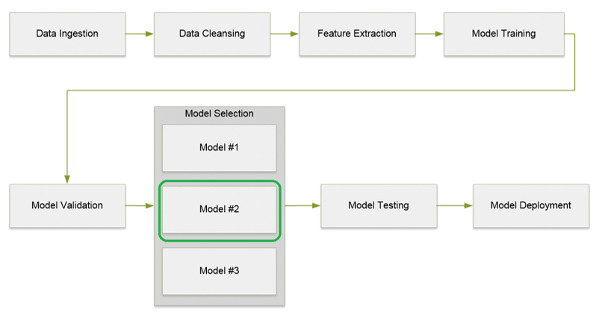 Data Ingestion
Data Cleansing
Feature Extraction
Model Training
Model Selection
Model #1
Model Validation
Model #2
Model Testing
Model Deployment
Model #3